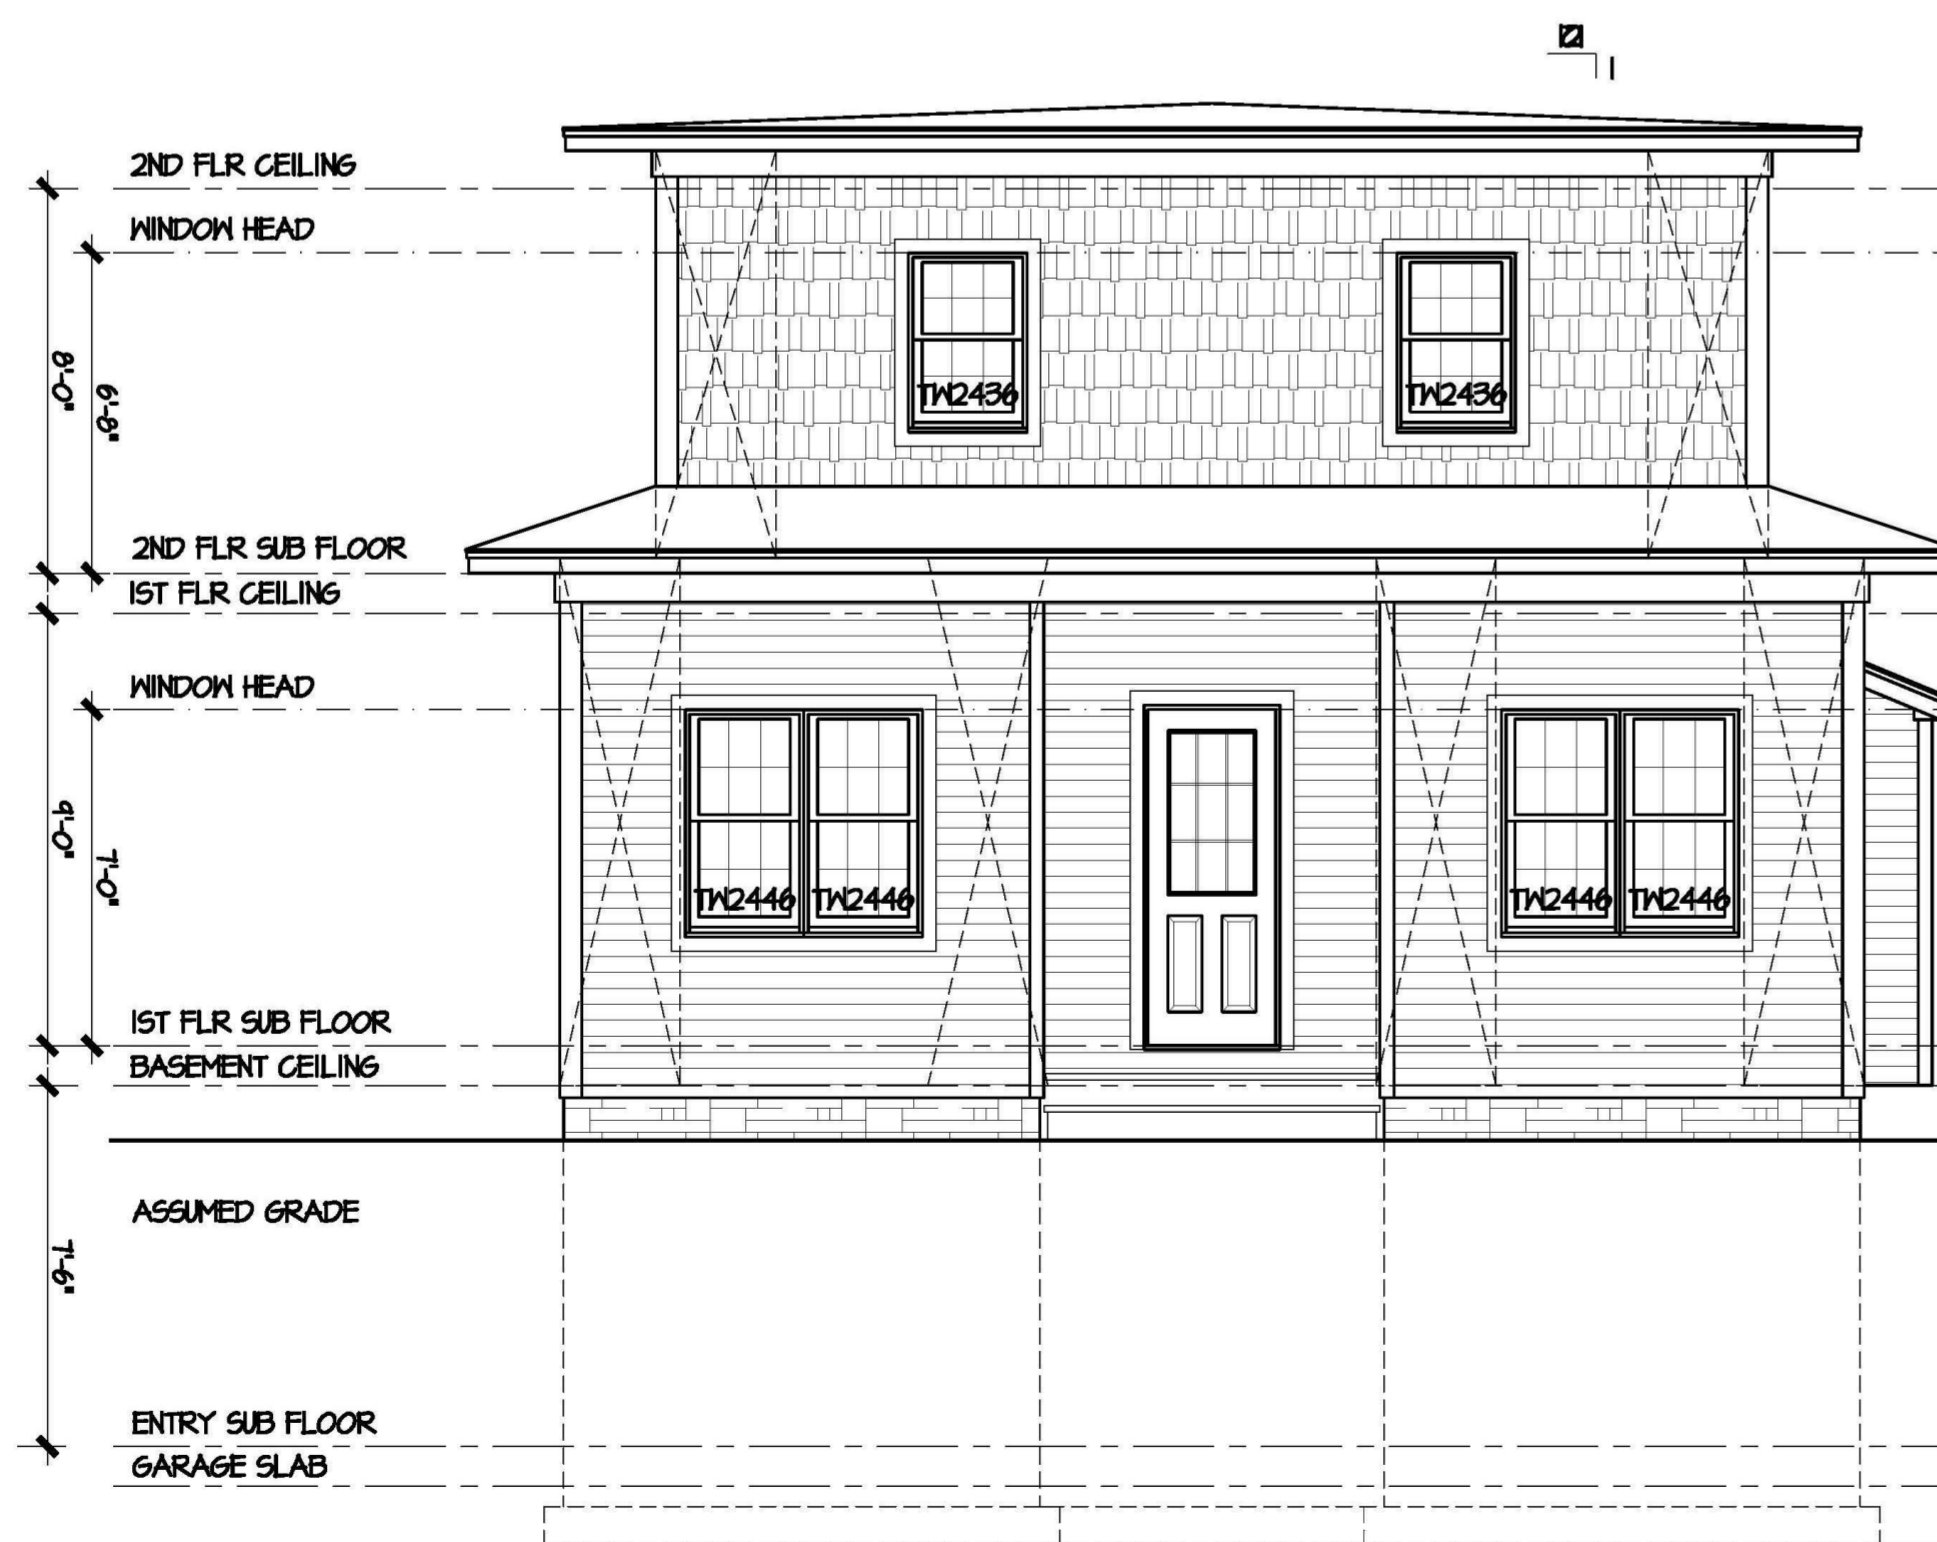 2ND FLR CEILING
WINDOW HEAD
8'-0"
6'-8"
TW2436
TW2436
2ND FLR SUB FLOOR
1ST FLR CEILING
WINDOW HEAD
9'-0"
7'-0"
TW2446 TW2446
TW2446 TW2446
1ST FLR SUB FLOOR
BASEMENT CEILING
ASSUMED GRADE
7'-6"
ENTRY SUB FLOOR
GARAGE SLAB